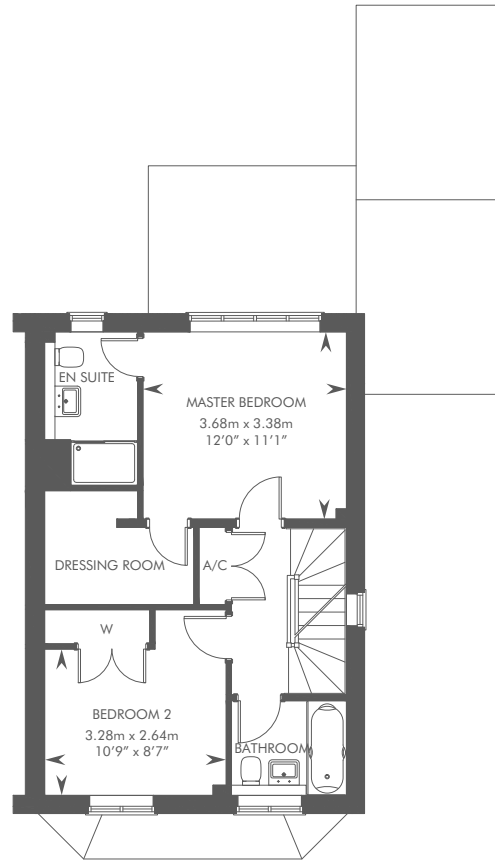 EN SUITE
MASTER BEDROOM
3.68m x 3.38m
12’0” x 11’1”
DRESSING ROOM
A/C
W
BEDROOM 2
3.28m x 2.64m
10’9” x 8’7”
BATHROOM